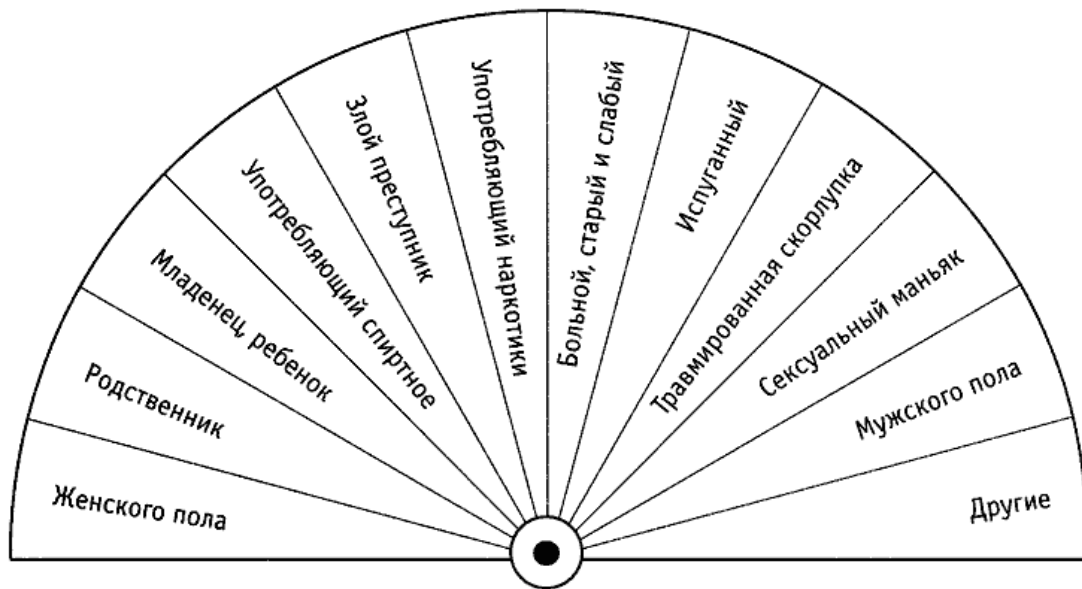 Женского пола
Родственник
Младенец, ребенок
Употребляющий спиртное
Злой преступник
Употребляющий наркотики
Больной, старый и слабый
Испуганный
Травмированная скорлупка
Сексуальный маньяк
Мужского пола
Другие